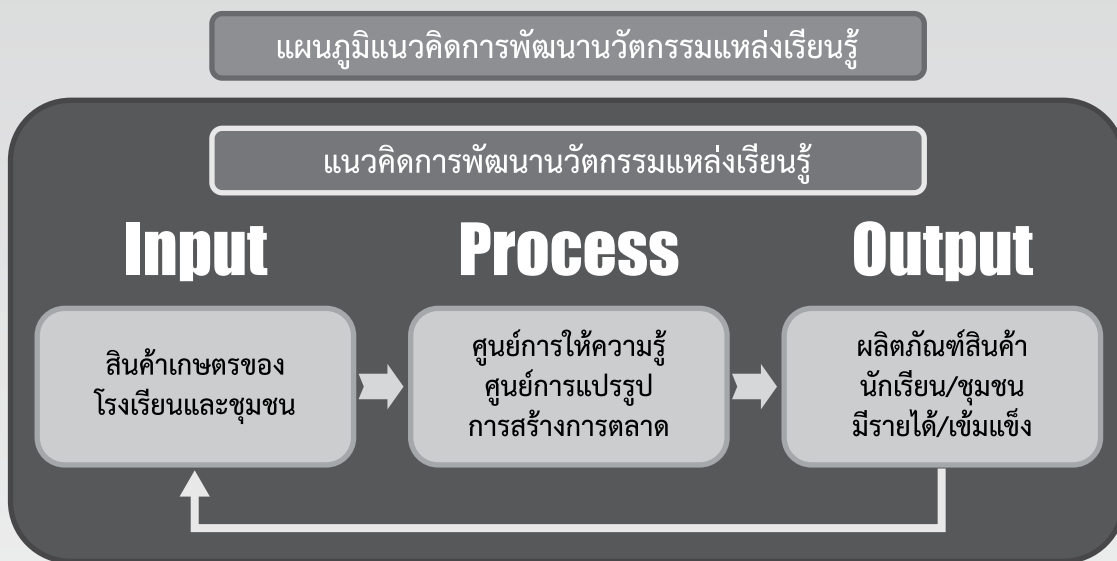 แผนภูมิแนวคิดการพัฒนานวัตกรรมแหล่งเรียนรู้
แนวคิดการพัฒนานวัตกรรมแหล่งเรียนรู้
Input
Process
Output
สินค้าเกษตรของ
โรงเรียนและชุมชน
ศูนย์การให้ความรู้
ศูนย์การแปรรูป
การสร้างการตลาด
ผลิตภัณฑ์สินค้า
นักเรียน/ชุมชน
มีรายได้/เข้มแข็ง